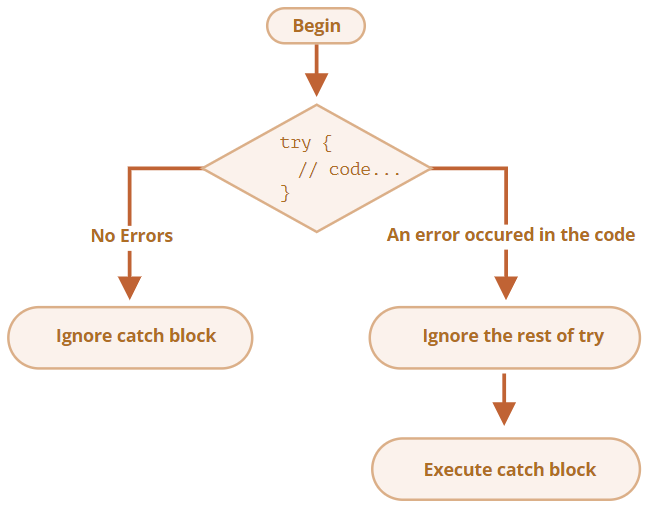 Begin
try {
// code...
}
No Errors
An error occured in the code
Ignore catch block
Ignore the rest of try
Execute catch block